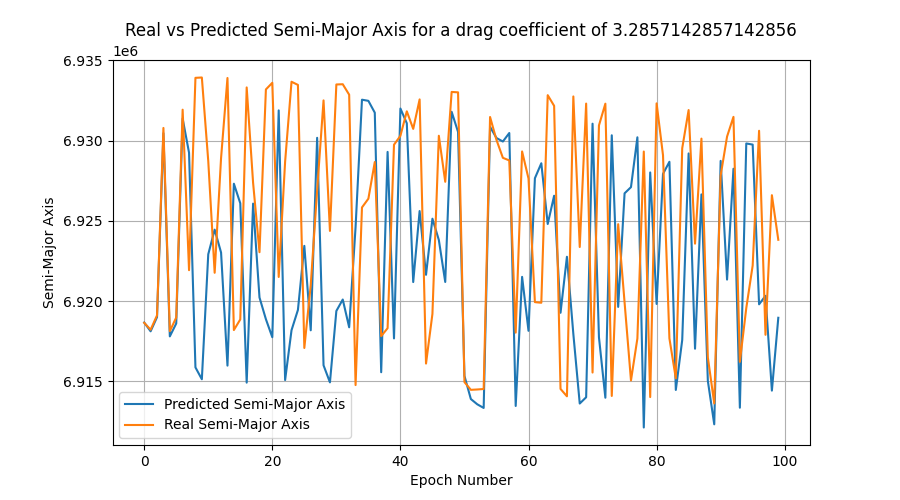 Real vs Predicted Semi-Major Axis for a drag coefficient of 3.2857142857142856
1e6
6.935
6.930
6.925
6.920
6.915
Semi-Major Axis
Predicted Semi-Major Axis
Real Semi-Major Axis
0 20 40 60 80 100
Epoch Number